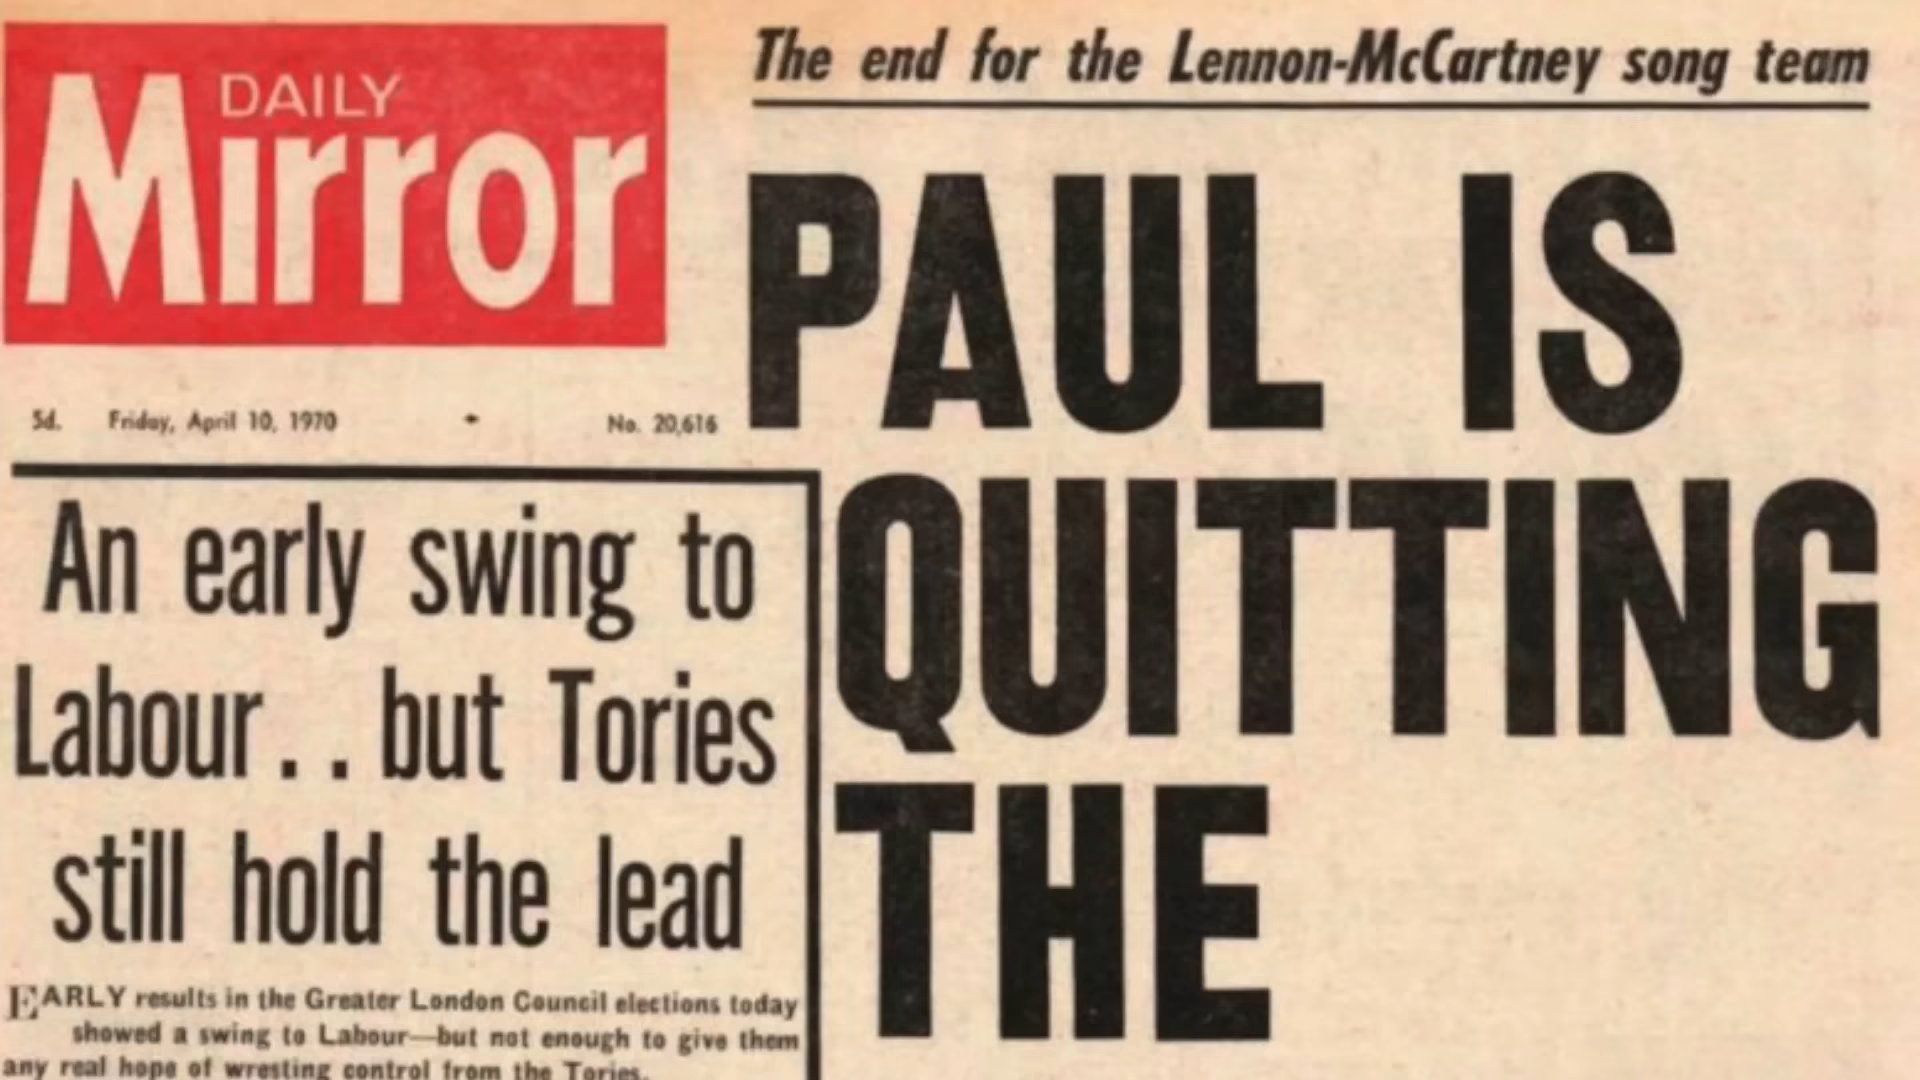 DAILY
Mirror
5d. Friday, April 10, 1970 No. 20,616
The end for the Lennon-McCartney song team
PAUL IS
QUITTING
THE
An early swing to
Labour . . but Tories
still hold the lead
EARLY results in the Greater London Council elections today
showed a swing to Labour—but not enough to give them
any real hope of wresting control from the Tories.